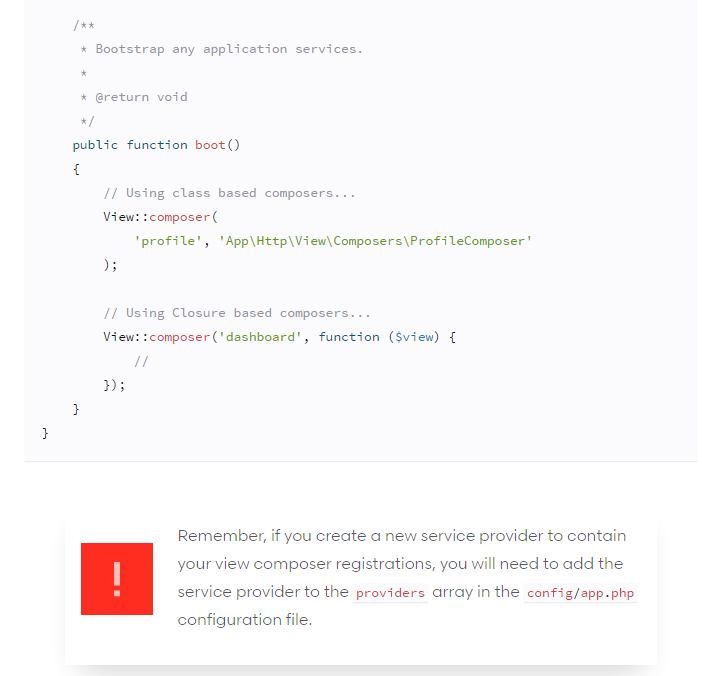 /**
 * Bootstrap any application services.
 *
 * @return void
 */
public function boot()
{
// Using class based composers...
View::composer(
'profile', 'App\Http\View\Composers\ProfileComposer'
);
// Using Closure based composers...
View::composer('dashboard', function ($view) {
//
});
}
}
!
Remember, if you create a new service provider to contain
your view composer registrations, you will need to add the
service provider to the providers array in the config/app.php
configuration file.